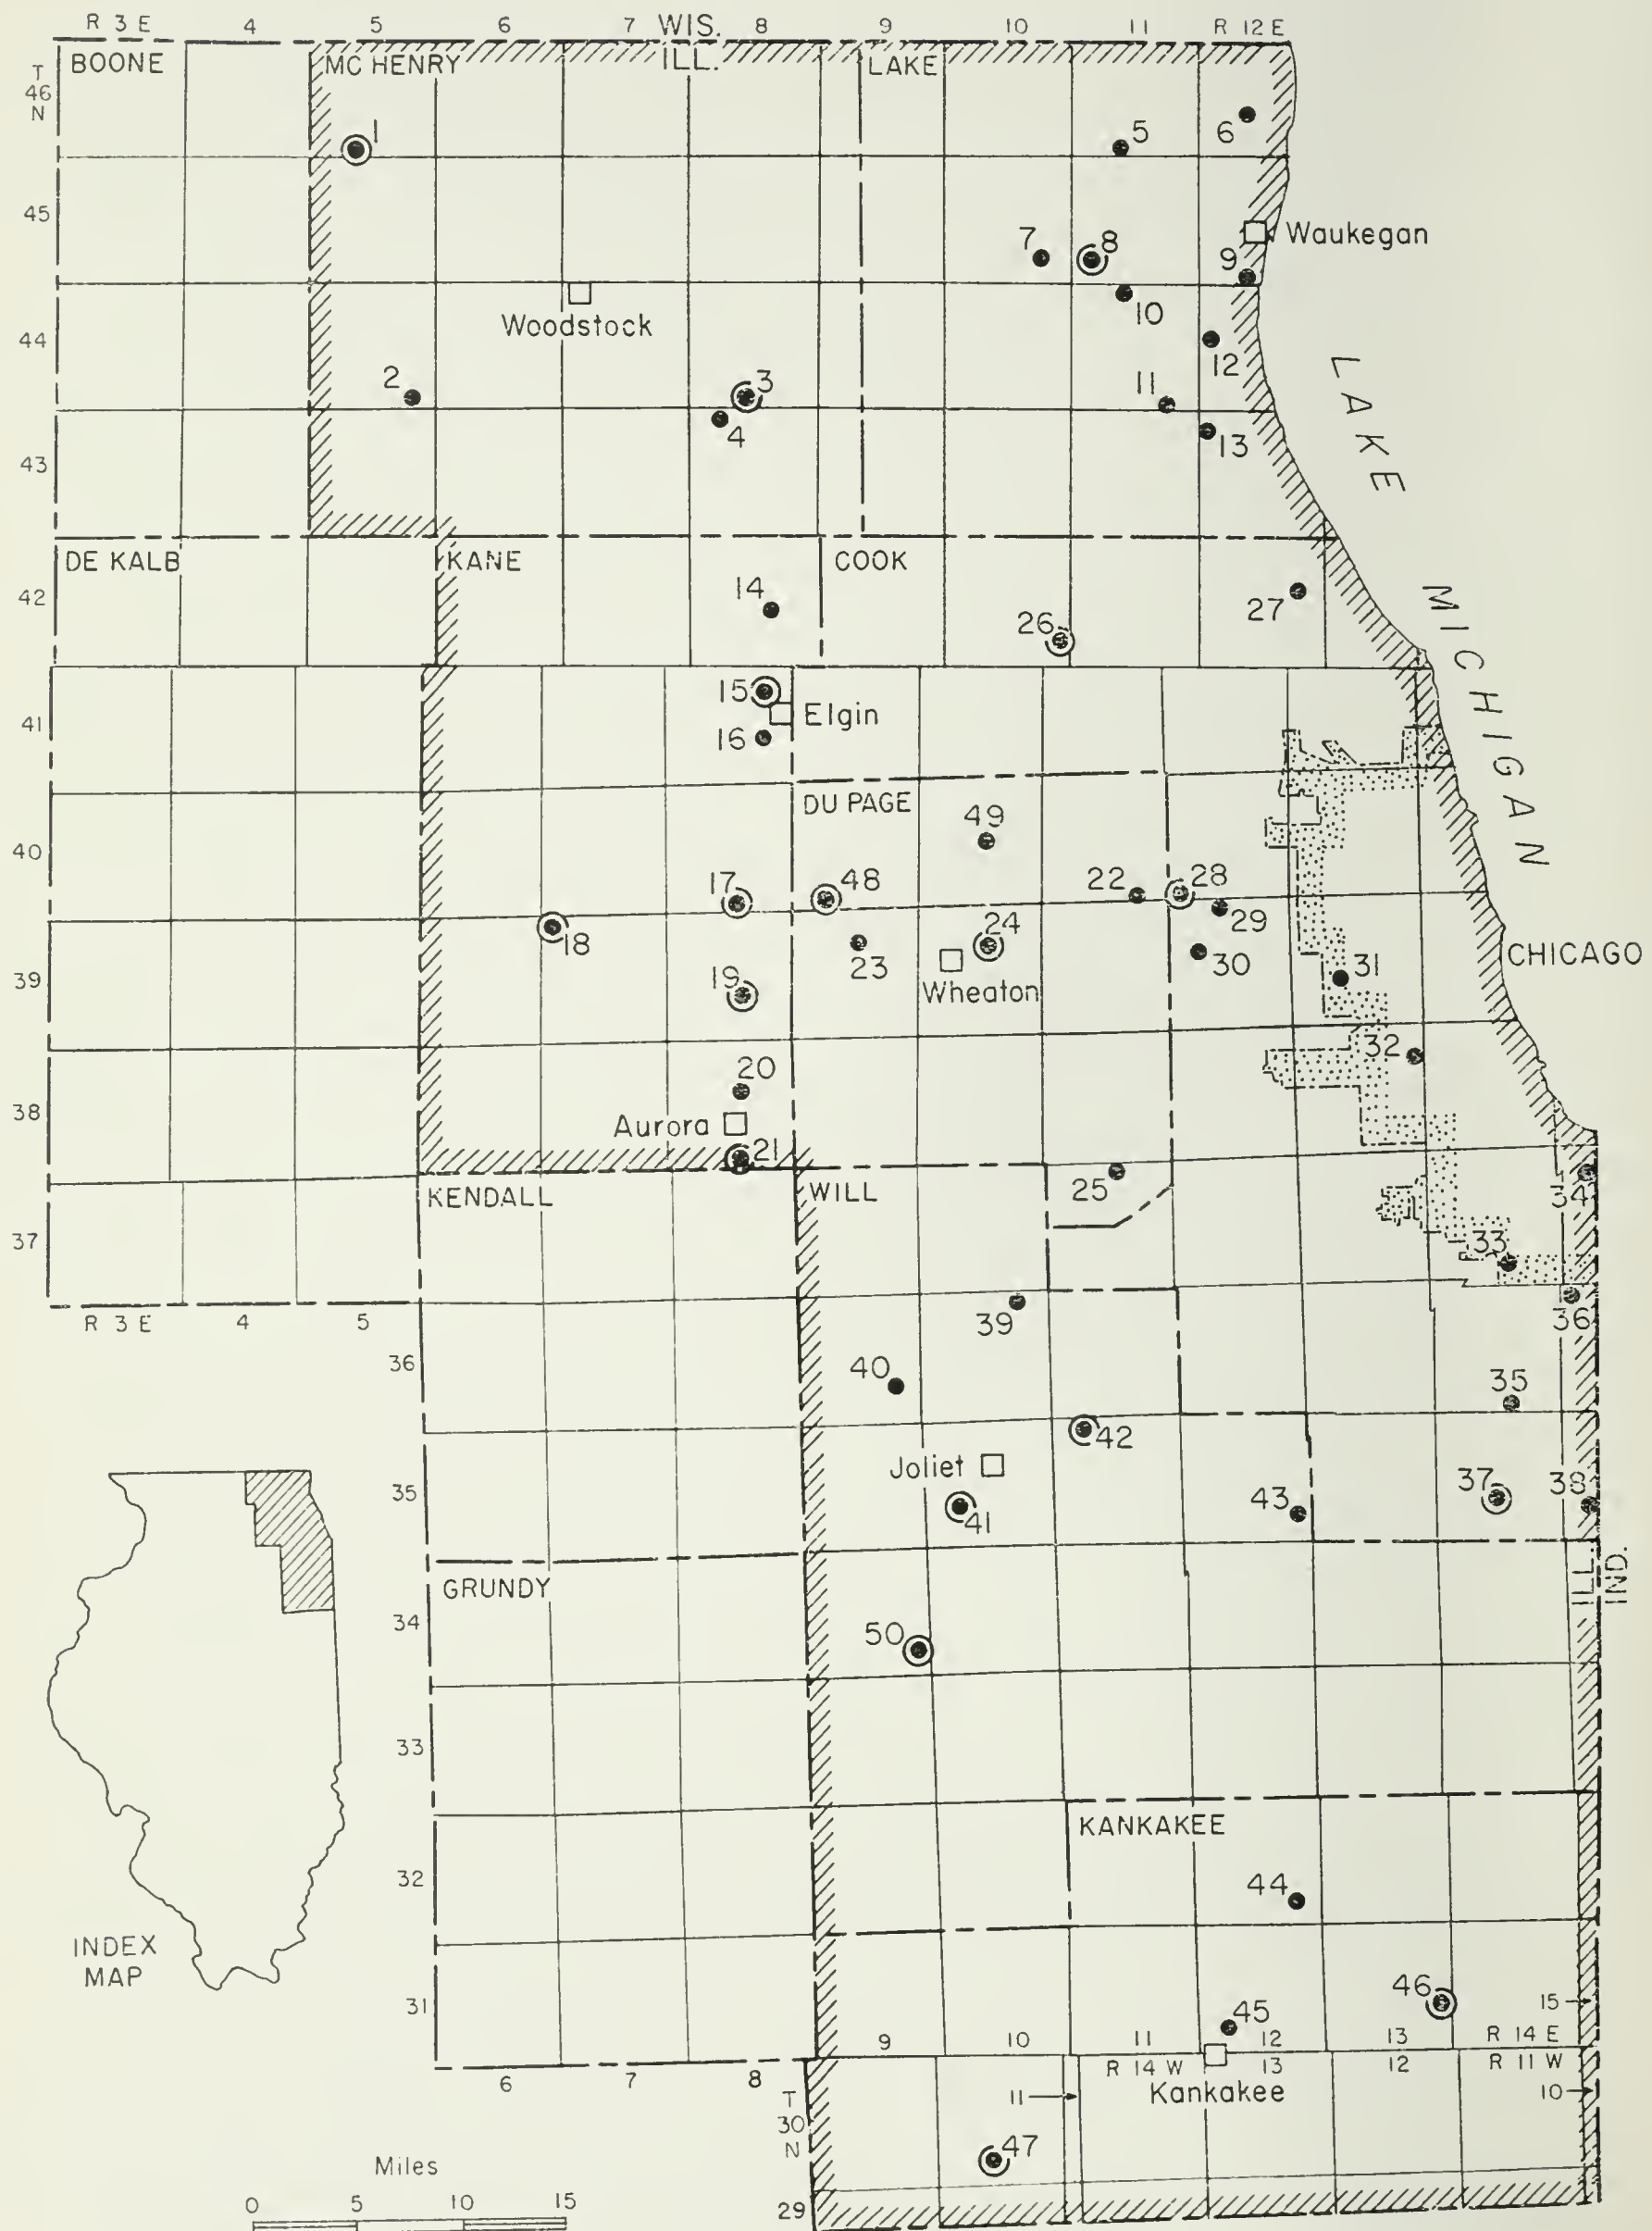 R 3 E 4 5 6 7 WIS. 8 9 10 11 R 12 E
T
46
N
BOONE MC HENRY ILL. LAKE
1 5 6
45
7 8 9 Waukegan
Woodstock
10
44
12
2 3 11
4 13
43
LAKE MICHIGAN
DE KALB KANE COOK
42
14 26 27
41
15 Elgin
16
DU PAGE
40
49
17 48 22 28
18 23 24 29
30 31 CHICAGO
39
19 Wheaton
32
20
38
Aurora
21
25 34
KENDALL WILL
37
33
39 36
R 3 E 4 5
36
40 35
42
Joliet
35
41 43 37 38
GRUNDY
ILL.
IND.
34
50
33
KANKAKEE
32
44
INDEX
MAP
31
46 15
45
9 10 11 12 13 R 14 E
R 14 W 13 12 R 11 W
6 7 8
11 Kankakee 10
T
30
N
47
Miles
0 5 10 15
29